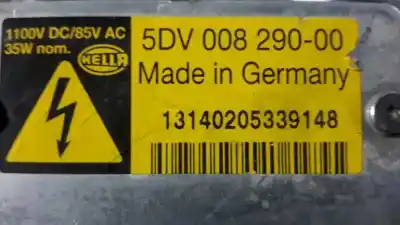 1100V DC/85V AC
35W nom.
HELLA
5DV 008 290-00
Made in Germany
13140205339148